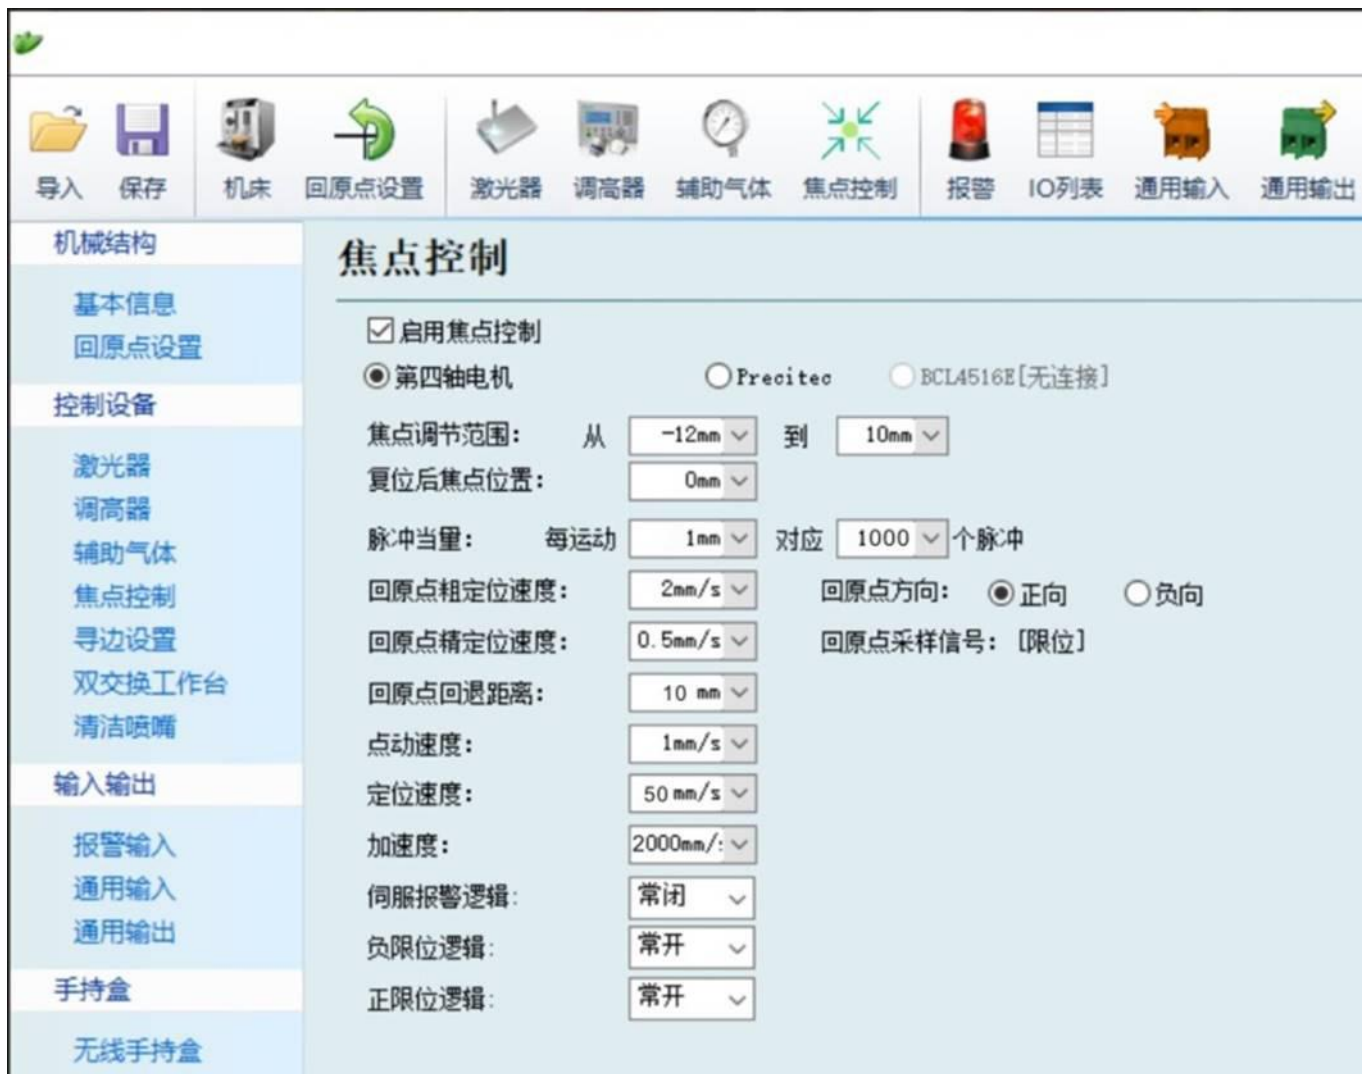 导入 保存 机床 回原点设置 激光器 调高器 辅助气体 焦点控制 报警 IO列表 通用输入 通用输出
机械结构
基本信息
回原点设置
控制设备
激光器
调高器
辅助气体
焦点控制
寻边设置
双交换工作台
清洁喷嘴
输入输出
报警输入
通用输入
通用输出
手持盒
无线手持盒
焦点控制
启用焦点控制
第四轴电机 Precitec BCL4516E[无连接]
焦点调节范围: 从 -12mm 到 10mm
复位后焦点位置: 0mm
脉冲当量: 每运动 1mm 对应 1000 个脉冲
回原点粗定位速度: 2mm/s 回原点方向: 正向 负向
回原点精定位速度: 0.5mm/s 回原点采样信号: [限位]
回原点回退距离: 10 mm
点动速度: 1mm/s
定位速度: 50 mm/s
加速度: 2000mm/
伺服报警逻辑: 常闭
负限位逻辑: 常开
正限位逻辑: 常开